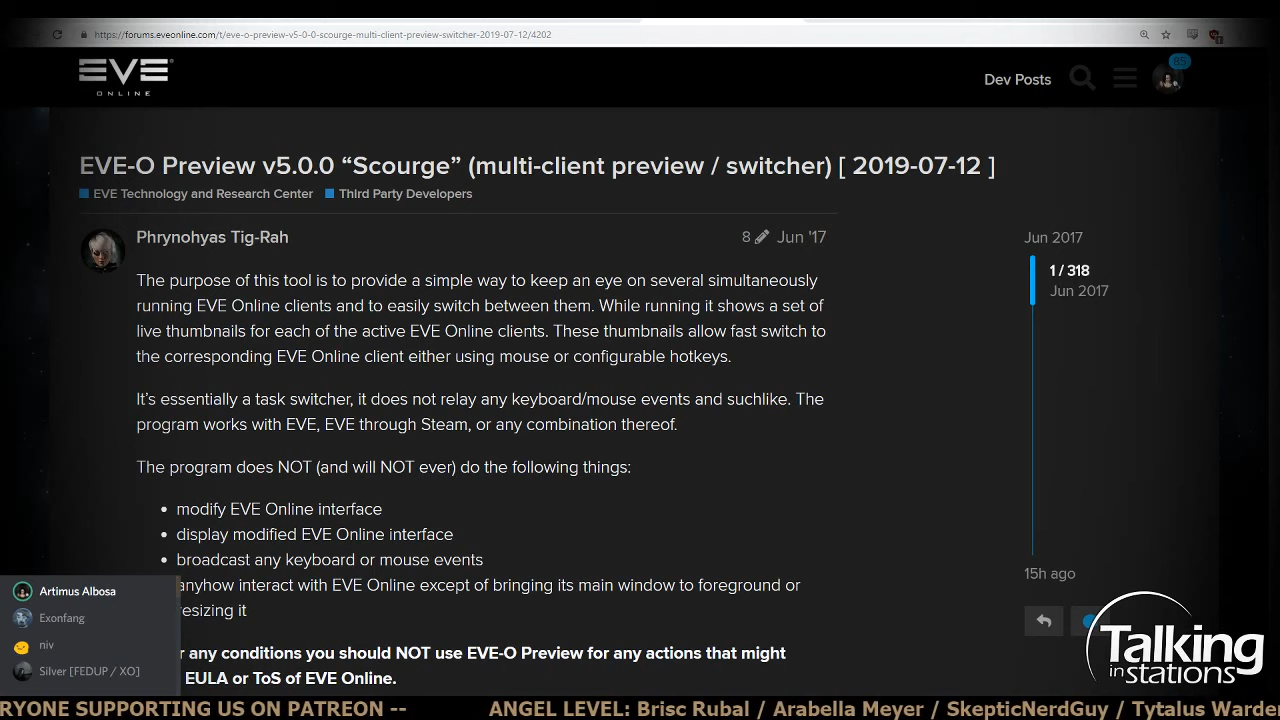 https://forums.eveonline.com/t/eve-o-preview-v5-0-0-scourge-multi-client-preview-switcher-2019-07-12/4202
EVE
ONLINE
Dev Posts
85
EVE-O Preview v5.0.0 “Scourge” (multi-client preview / switcher) [ 2019-07-12 ]
EVE Technology and Research Center Third Party Developers
Phrynohyas Tig-Rah 8 Jun '17
The purpose of this tool is to provide a simple way to keep an eye on several simultaneously
running EVE Online clients and to easily switch between them. While running it shows a set of
live thumbnails for each of the active EVE Online clients. These thumbnails allow fast switch to
the corresponding EVE Online client either using mouse or configurable hotkeys.
It’s essentially a task switcher, it does not relay any keyboard/mouse events and suchlike. The
program works with EVE, EVE through Steam, or any combination thereof.
The program does NOT (and will NOT ever) do the following things:
modify EVE Online interface
display modified EVE Online interface
broadcast any keyboard or mouse events
anyhow interact with EVE Online except of bringing its main window to foreground or
resizing it
r any conditions you should NOT use EVE-O Preview for any actions that might
EULA or ToS of EVE Online.
Jun 2017
1 / 318
Jun 2017
15h ago
Artimus Albosa
Exonfang
niv
Silver [FEDUP / XO]
Talking
in STATIONS
RYONE SUPPORTING US ON PATREON -- ANGEL LEVEL: Brisc Rubal / Arabella Meyer / SkepticNerdGuy / Tytalus Warde